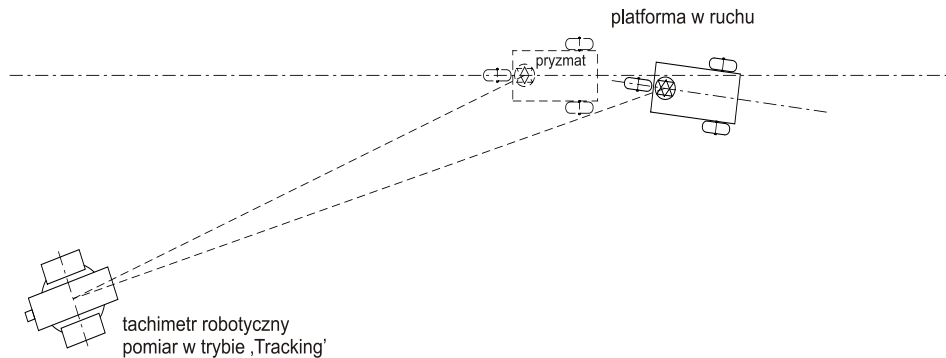 platforma w ruchu
pryzmat
tachimetr robotyczny
pomiar w trybie ‚Tracking’